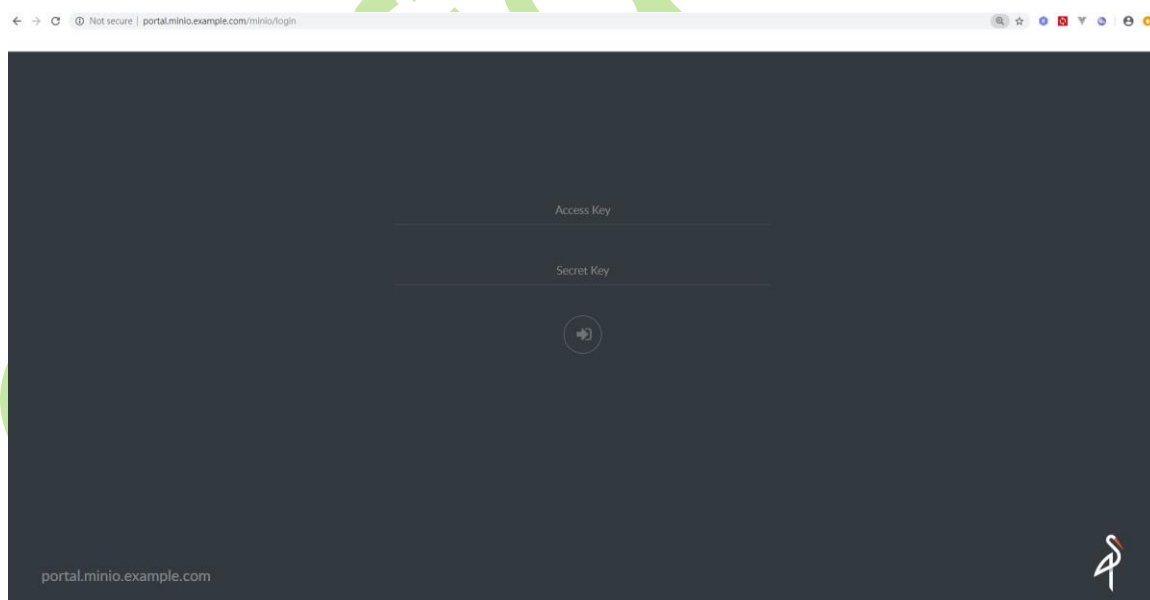 Not secure | portal.minio.example.com/minio/login
Access Key
Secret Key
portal.minio.example.com